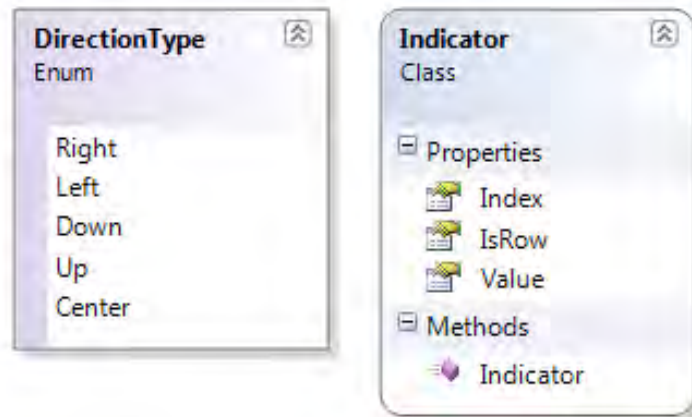 DirectionType
Enum
Right
Left
Down
Up
Center
Indicator
Class
Properties
Index
IsRow
Value
Methods
Indicator